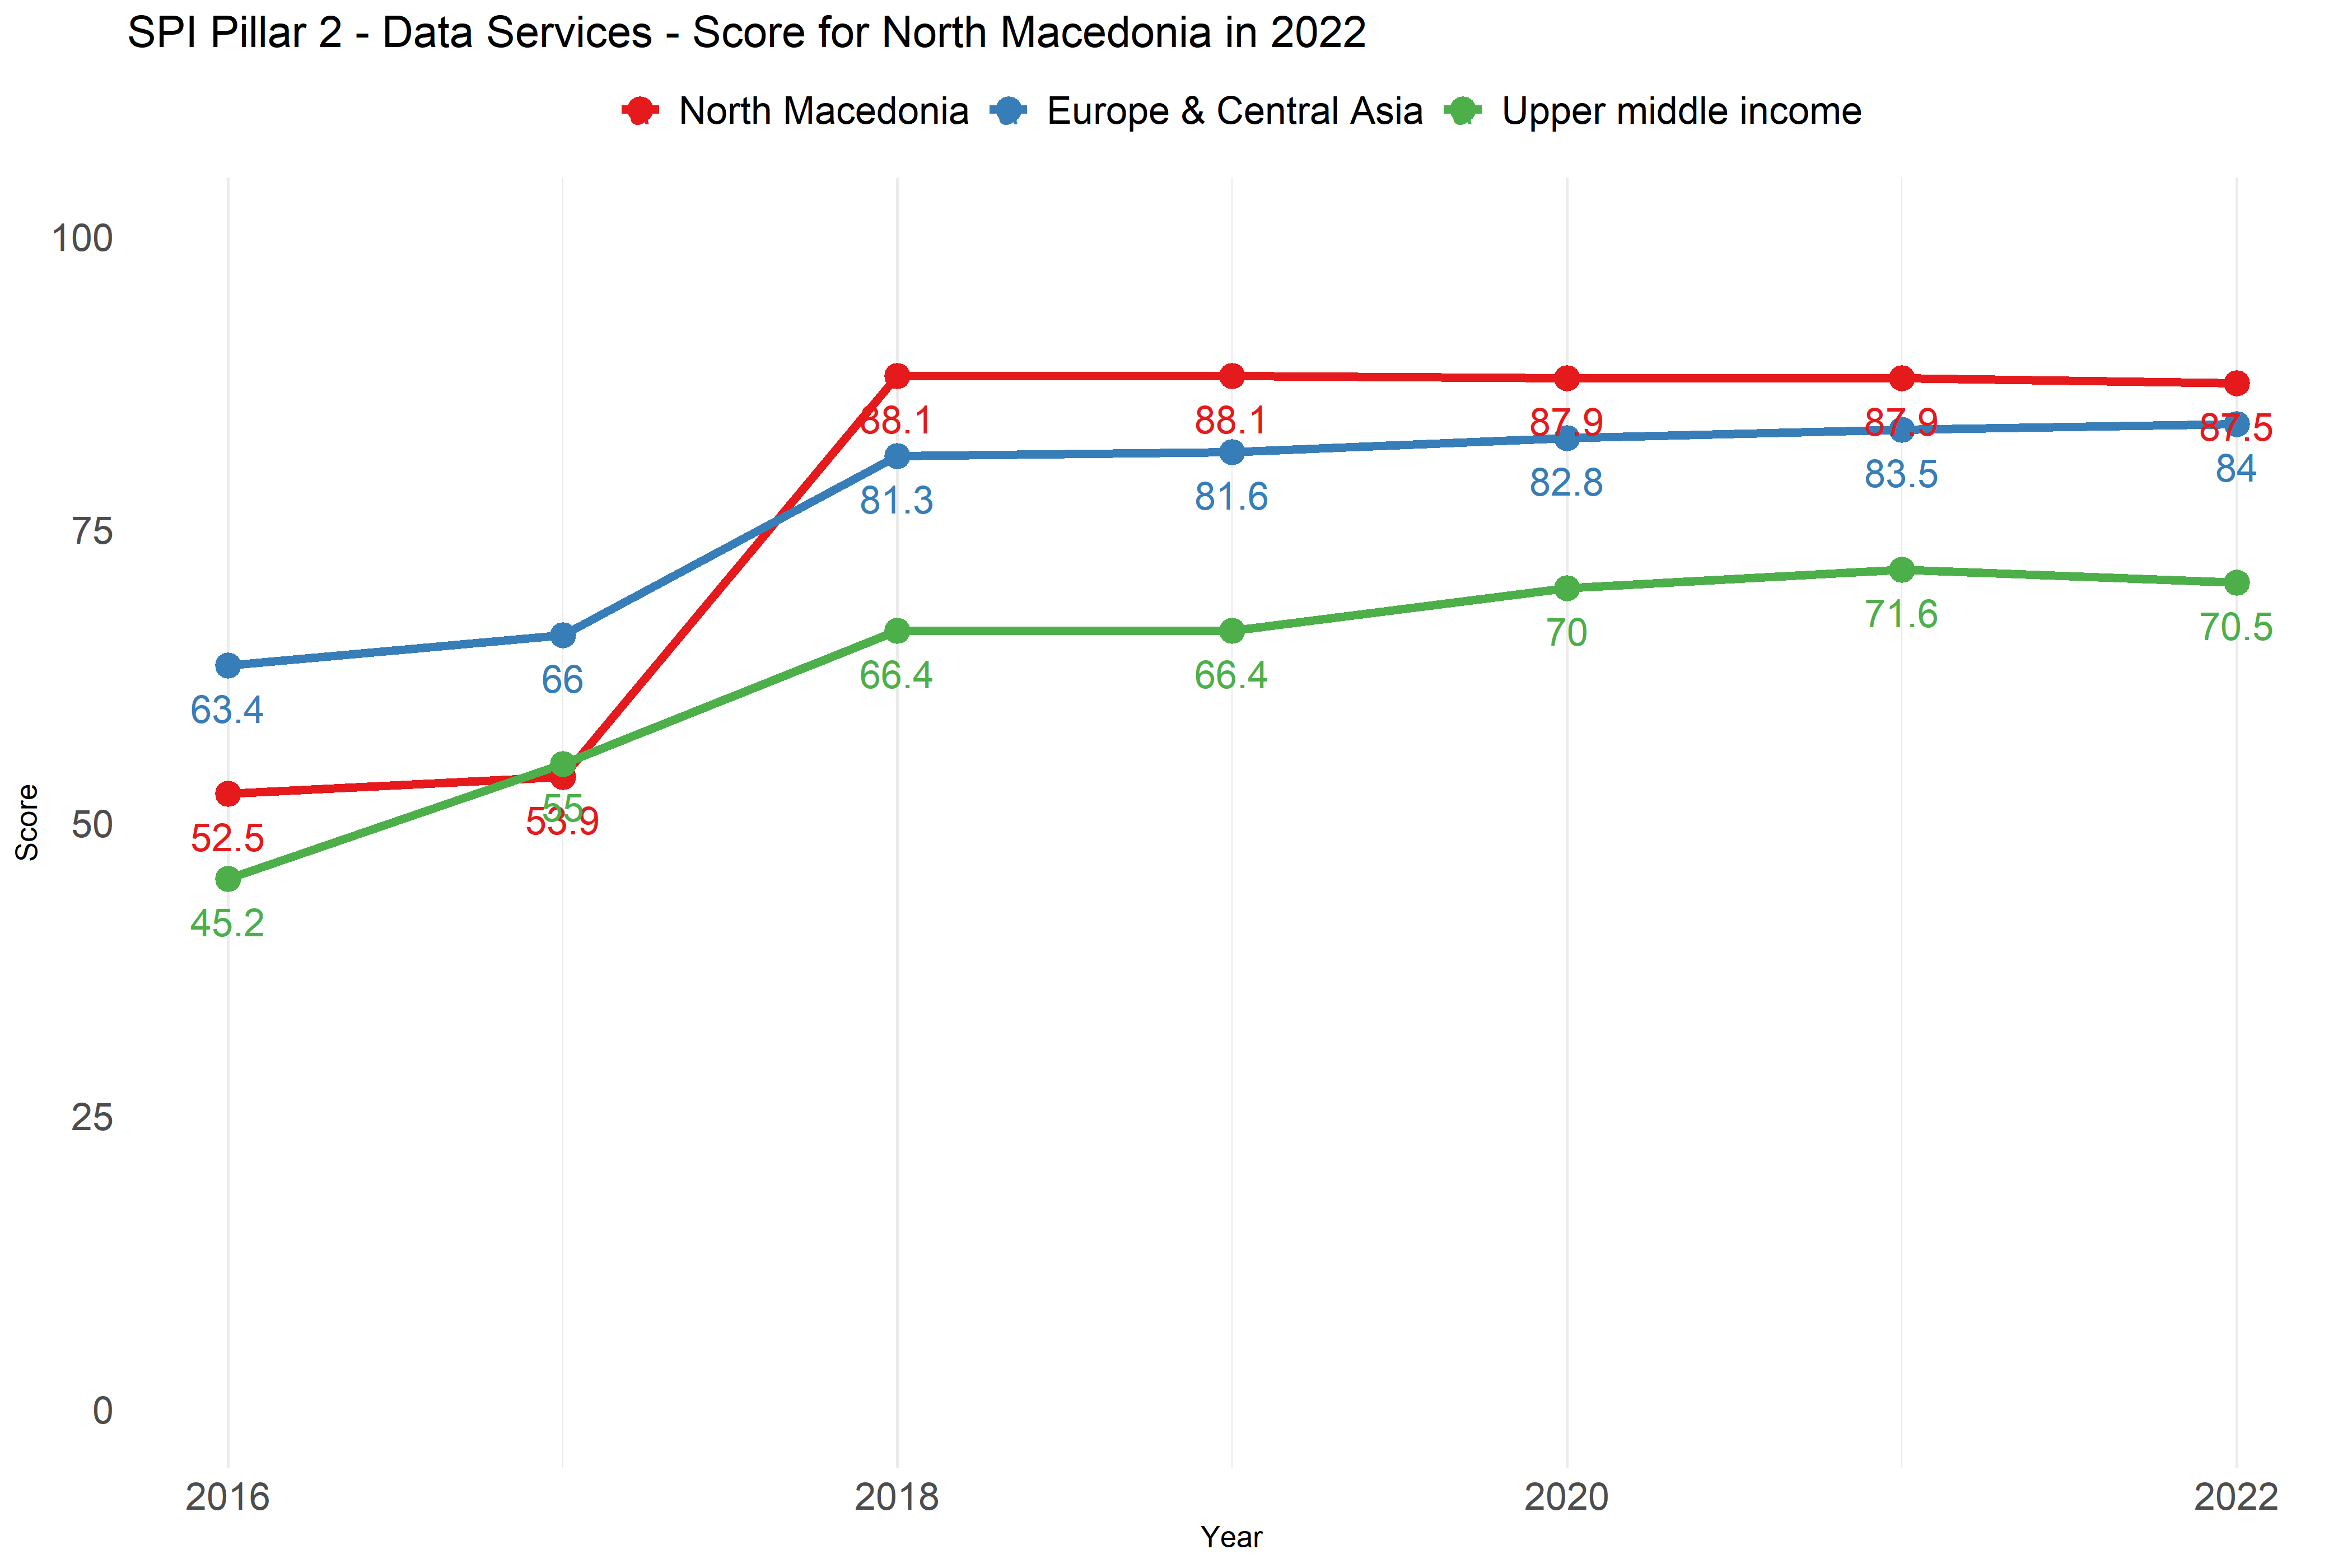 SPI Pillar 2 - Data Services - Score for North Macedonia in 2022
North Macedonia Europe & Central Asia Upper middle income
100
75
50
25
0
Score
88.1 88.1 87.9 87.9 87.5
81.3 81.6 82.8 83.5 84
66.4 66.4 70 71.6 70.5
63.4 66
52.5 53.9
45.2 55
2016 2018 2020 2022
Year